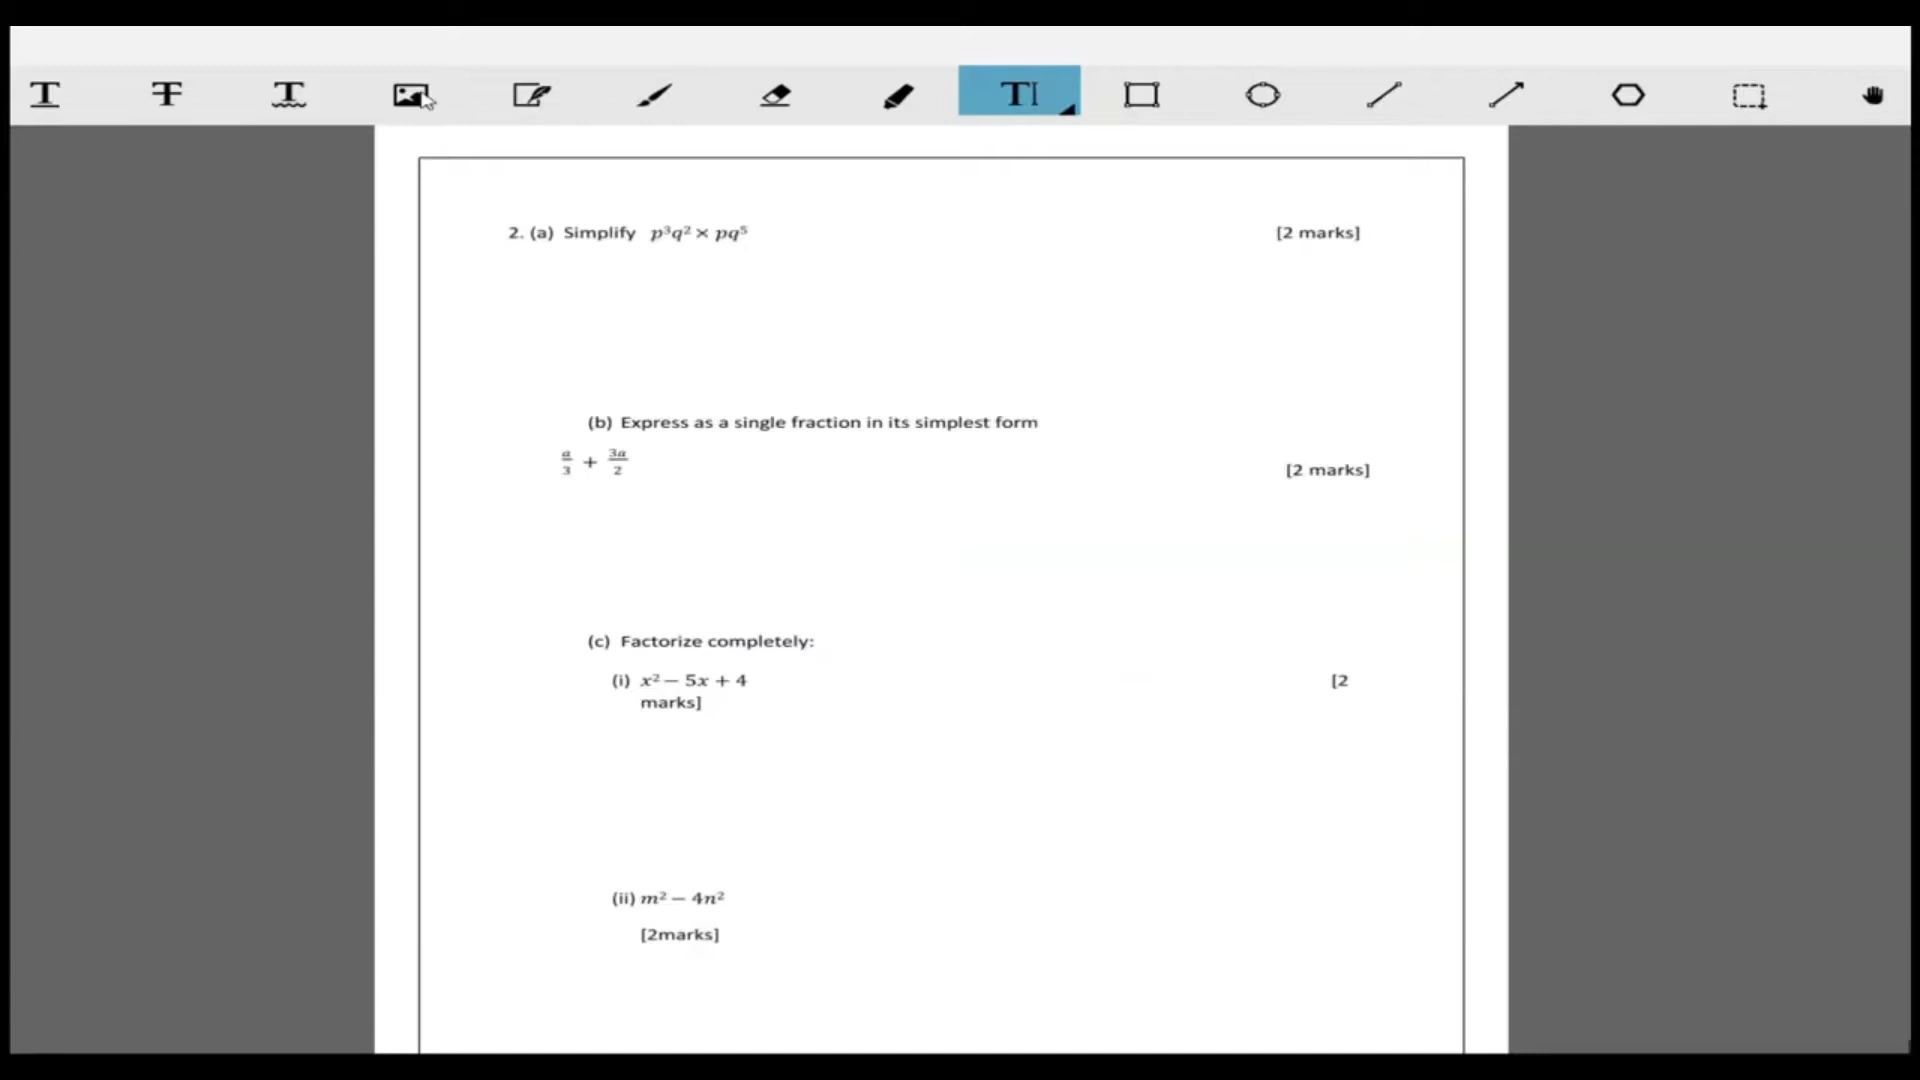 2. (a) Simplify p³q² × pq⁵ [2 marks]
(b) Express as a single fraction in its simplest form
a/3 + 3a/2 [2 marks]
(c) Factorize completely:
(i) x² − 5x + 4 [2
marks]
(ii) m² − 4n²
[2marks]